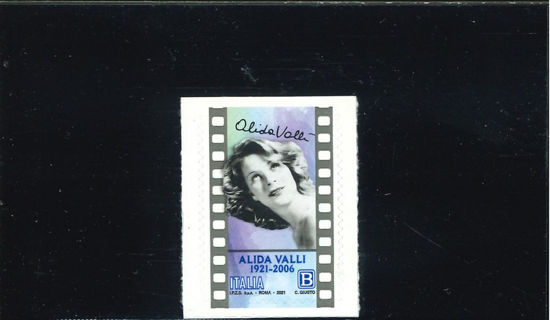 Alida Valli
ALIDA VALLI
1921-2006
ITALIA B
I.P.Z.S. S.p.A. - ROMA - 2021 C. GIUSTO